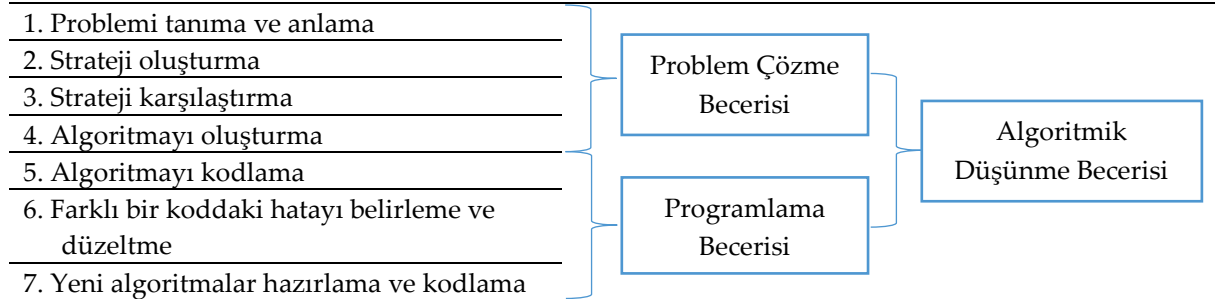 1. Problemi tanıma ve anlama
2. Strateji oluşturma
3. Strateji karşılaştırma
4. Algoritmayı oluşturma
5. Algoritmayı kodlama
6. Farklı bir koddaki hatayı belirleme ve
düzeltme
7. Yeni algoritmalar hazırlama ve kodlama
Problem Çözme
Becerisi
Programlama
Becerisi
Algoritmik
Düşünme Becerisi